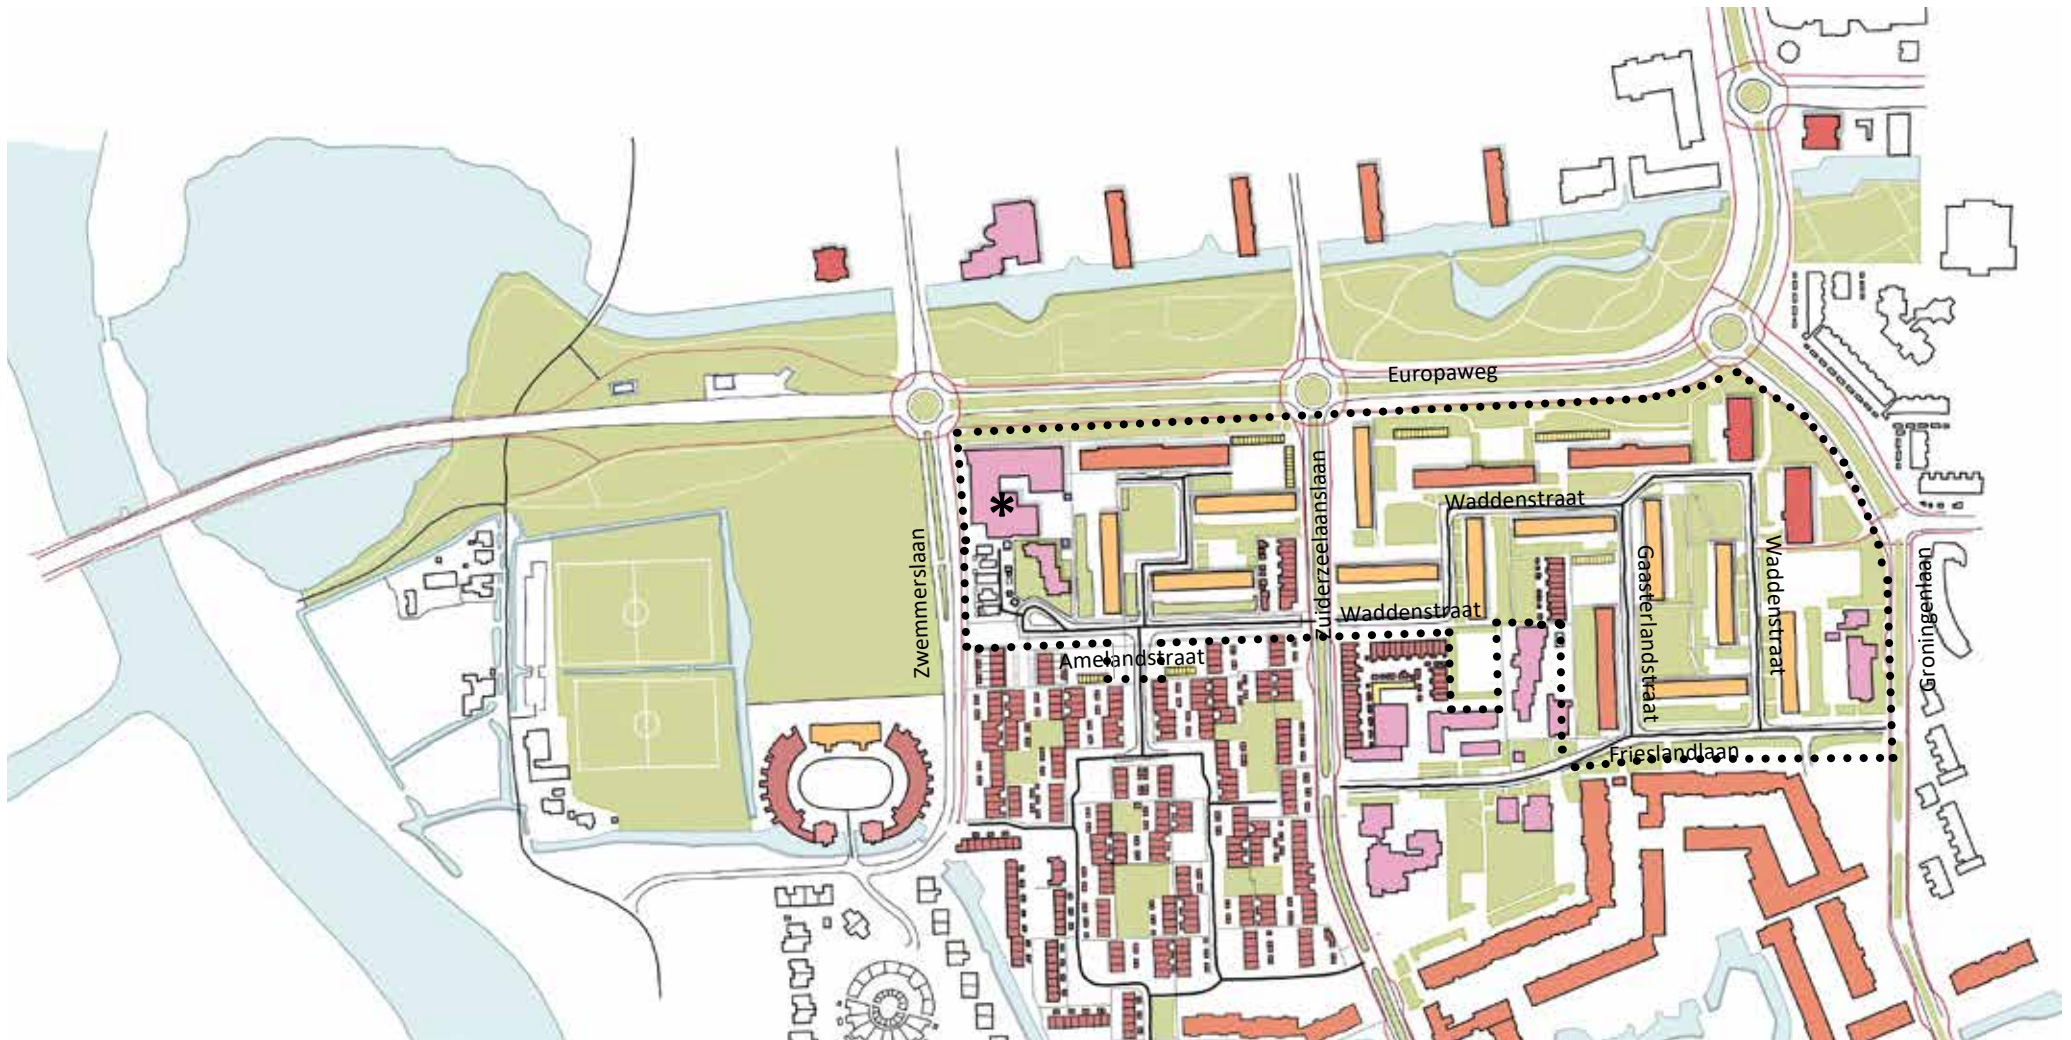 Europaweg
Waddenstraat
Zwemmerslaan
Zuiderzeelaanslaan
Gaasterlandstraat
Waddenstraat
Groningenlaan
Waddenstraat
Amelandstraat
Frieslandlaan
*